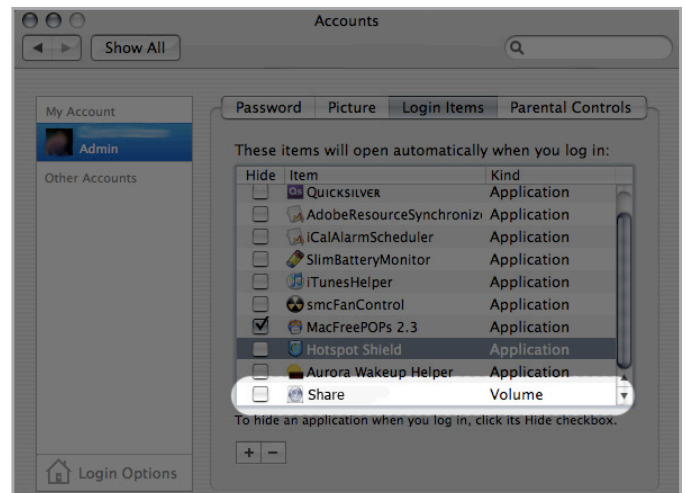 Accounts
Show All
My Account
Admin
Other Accounts
Login Options
Password Picture Login Items Parental Controls
These items will open automatically when you log in:
Hide Item Kind
Qs Quicksilver Application
AdobeResourceSynchroniz Application
iCalAlarmScheduler Application
SlimBatteryMonitor Application
iTunesHelper Application
smcFanControl Application
MacFreePOPs 2.3 Application
Hotspot Shield Application
Aurora Wakeup Helper Application
Share Volume
To hide an application when you log in, click its Hide checkbox.
+ −